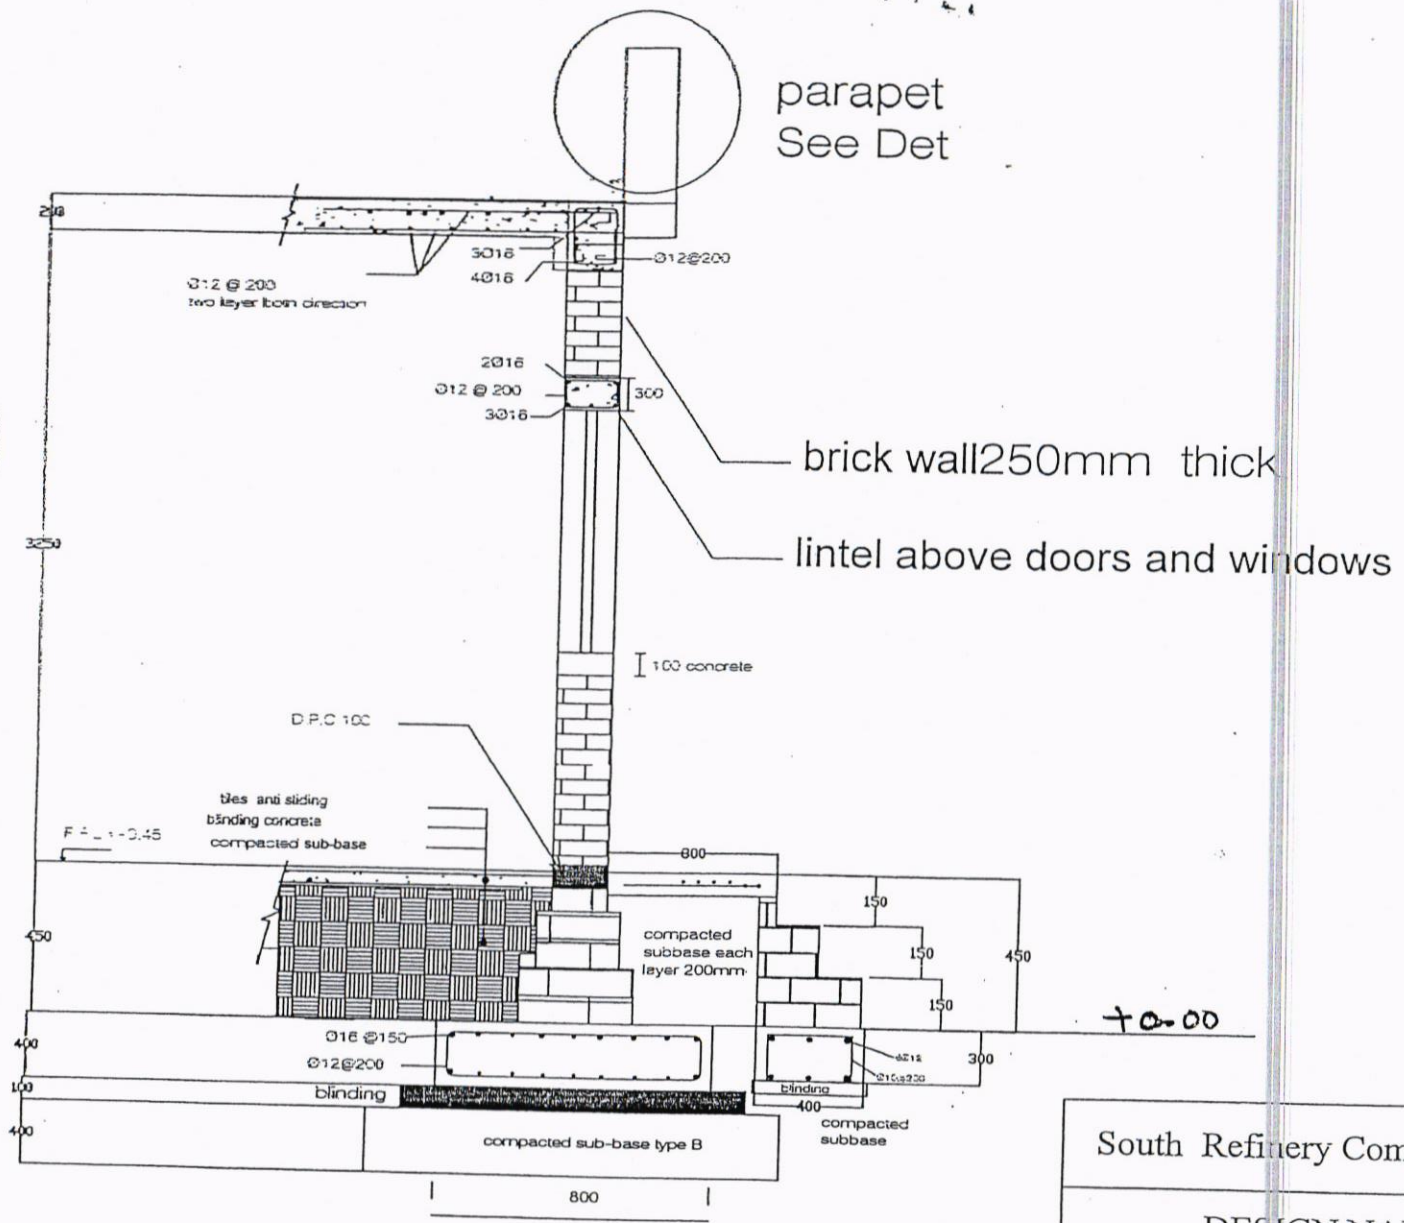 parapet
See Det
200
3Ø16
4Ø16
Ø12@200
Ø12 @ 200
two layer both direction
2Ø16
Ø12 @ 200
3Ø16
300
brick wall250mm thick
lintel above doors and windows
3250
100 concrete
D.P.C 100
tiles anti sliding
blinding concrete
compacted sub-base
800
150
compacted
subbase each
layer 200mm
150
450
450
150
+0.00
Ø16 @150
Ø12@200
400
300
100
blinding
blinding
400
compacted
subbase
400
compacted sub-base type B
800
South Refinery Com